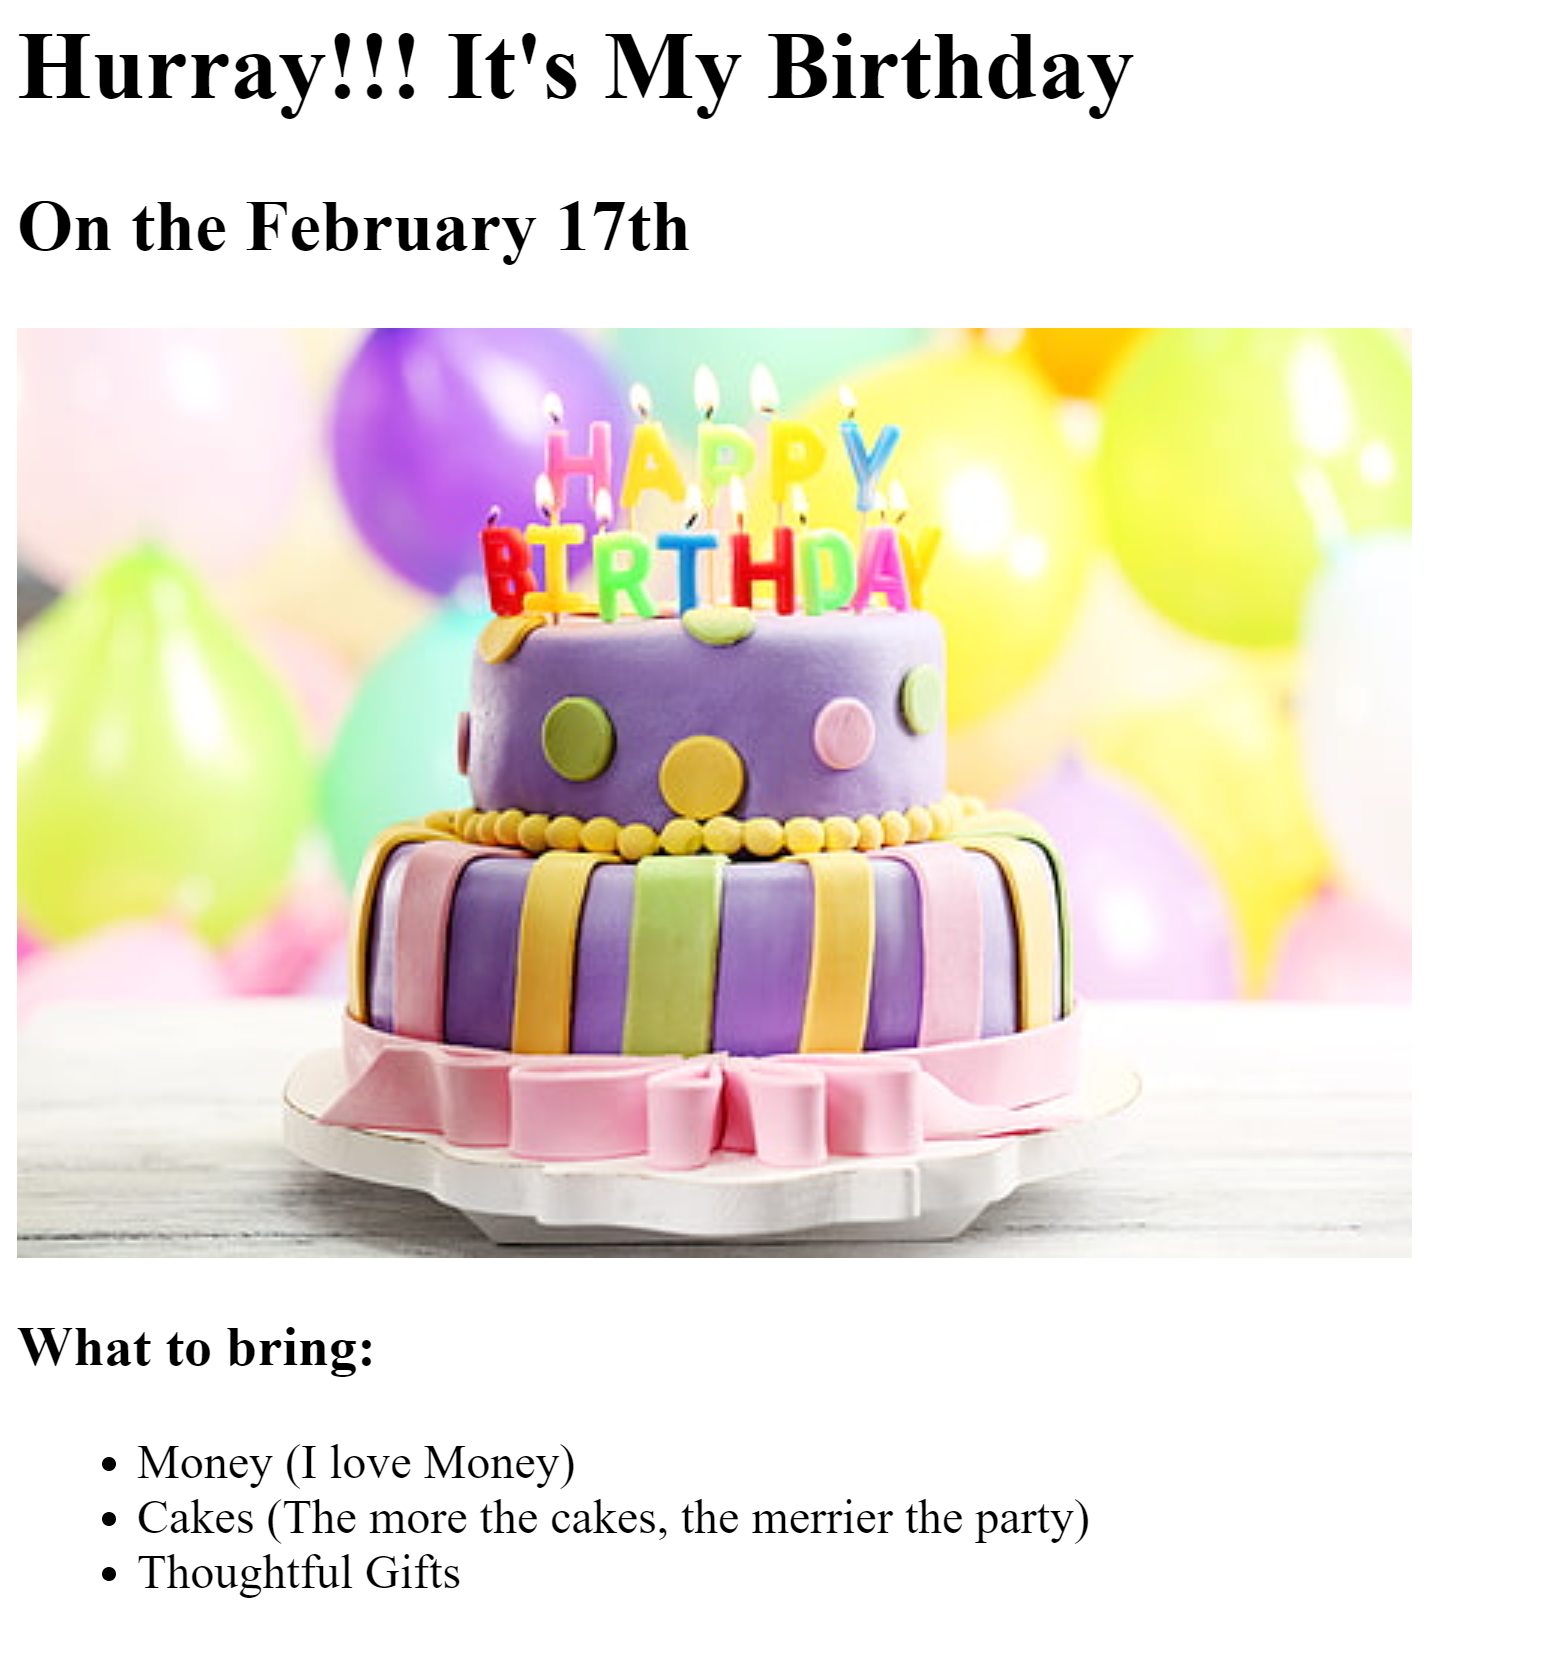 Hurray!!! It's My Birthday
On the February 17th
HAPPY
BIRTHDAY
What to bring:
Money (I love Money)
Cakes (The more the cakes, the merrier the party)
Thoughtful Gifts